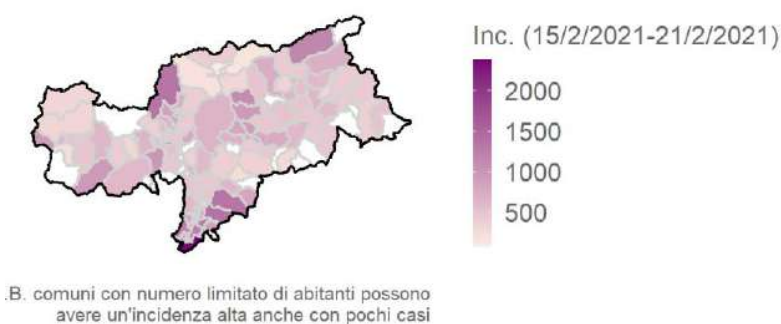 Inc. (15/2/2021-21/2/2021)
2000
1500
1000
500
.B. comuni con numero limitato di abitanti possono
avere un'incidenza alta anche con pochi casi